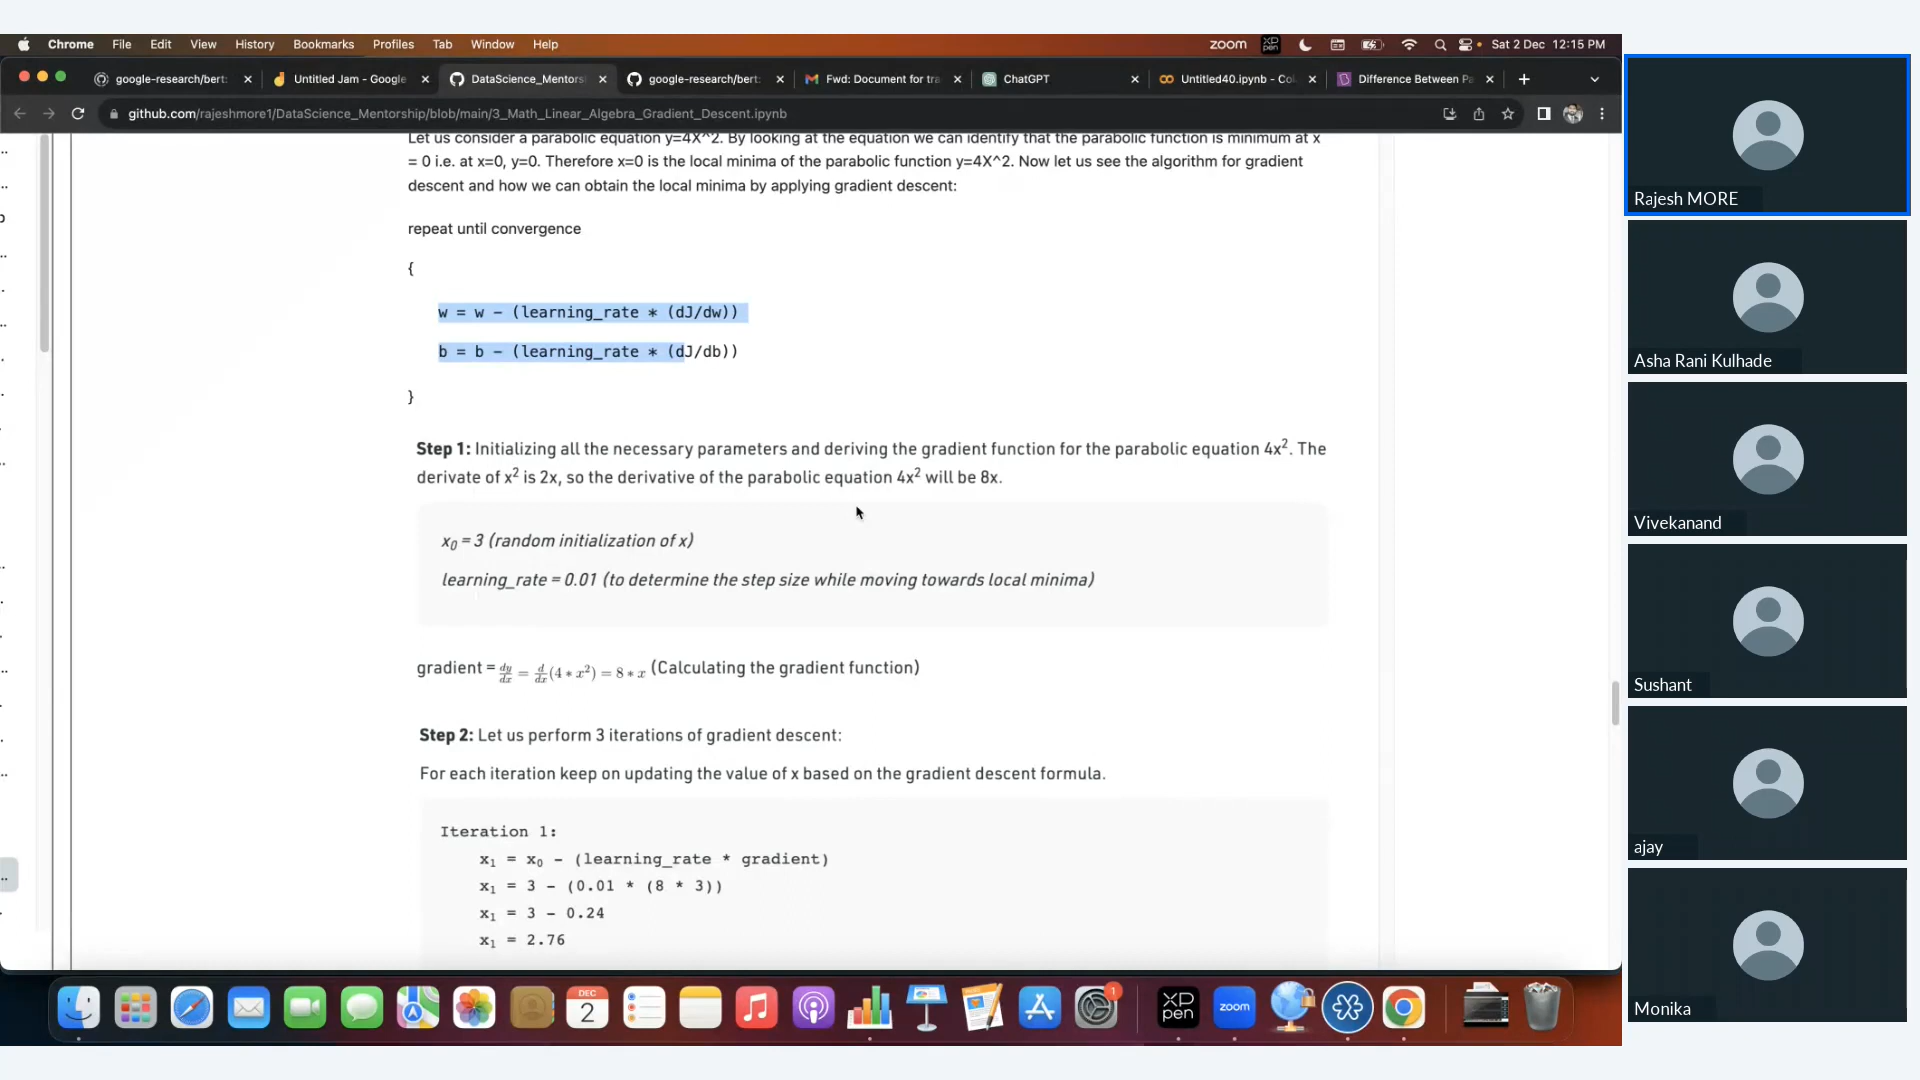 Chrome File Edit View History Bookmarks Profiles Tab Window Help
zoom XP pen Sat 2 Dec 12:15 PM
google-research/bert: Untitled Jam - Google DataScience_Mentors google-research/bert: Fwd: Document for tra ChatGPT Untitled40.ipynb - Co Difference Between Pa
github.com/rajeshmore1/DataScience_Mentorship/blob/main/3_Math_Linear_Algebra_Gradient_Descent.ipynb
Let us consider a parabolic equation y=4X^2. By looking at the equation we can identify that the parabolic function is minimum at x
= 0 i.e. at x=0, y=0. Therefore x=0 is the local minima of the parabolic function y=4X^2. Now let us see the algorithm for gradient
descent and how we can obtain the local minima by applying gradient descent:
repeat until convergence
{
w = w - (learning_rate * (dJ/dw))
b = b - (learning_rate * (dJ/db))
}
Step 1: Initializing all the necessary parameters and deriving the gradient function for the parabolic equation 4x². The
derivate of x² is 2x, so the derivative of the parabolic equation 4x² will be 8x.
x₀ = 3 (random initialization of x)
learning_rate = 0.01 (to determine the step size while moving towards local minima)
gradient = dy/dx = d/dx(4 * x²) = 8 * x (Calculating the gradient function)
Step 2: Let us perform 3 iterations of gradient descent:
For each iteration keep on updating the value of x based on the gradient descent formula.
Iteration 1:
x₁ = x₀ - (learning_rate * gradient)
x₁ = 3 - (0.01 * (8 * 3))
x₁ = 3 - 0.24
x₁ = 2.76
DEC
2
1
XP
pen
zoom
Rajesh MORE
Asha Rani Kulhade
Vivekanand
Sushant
ajay
Monika